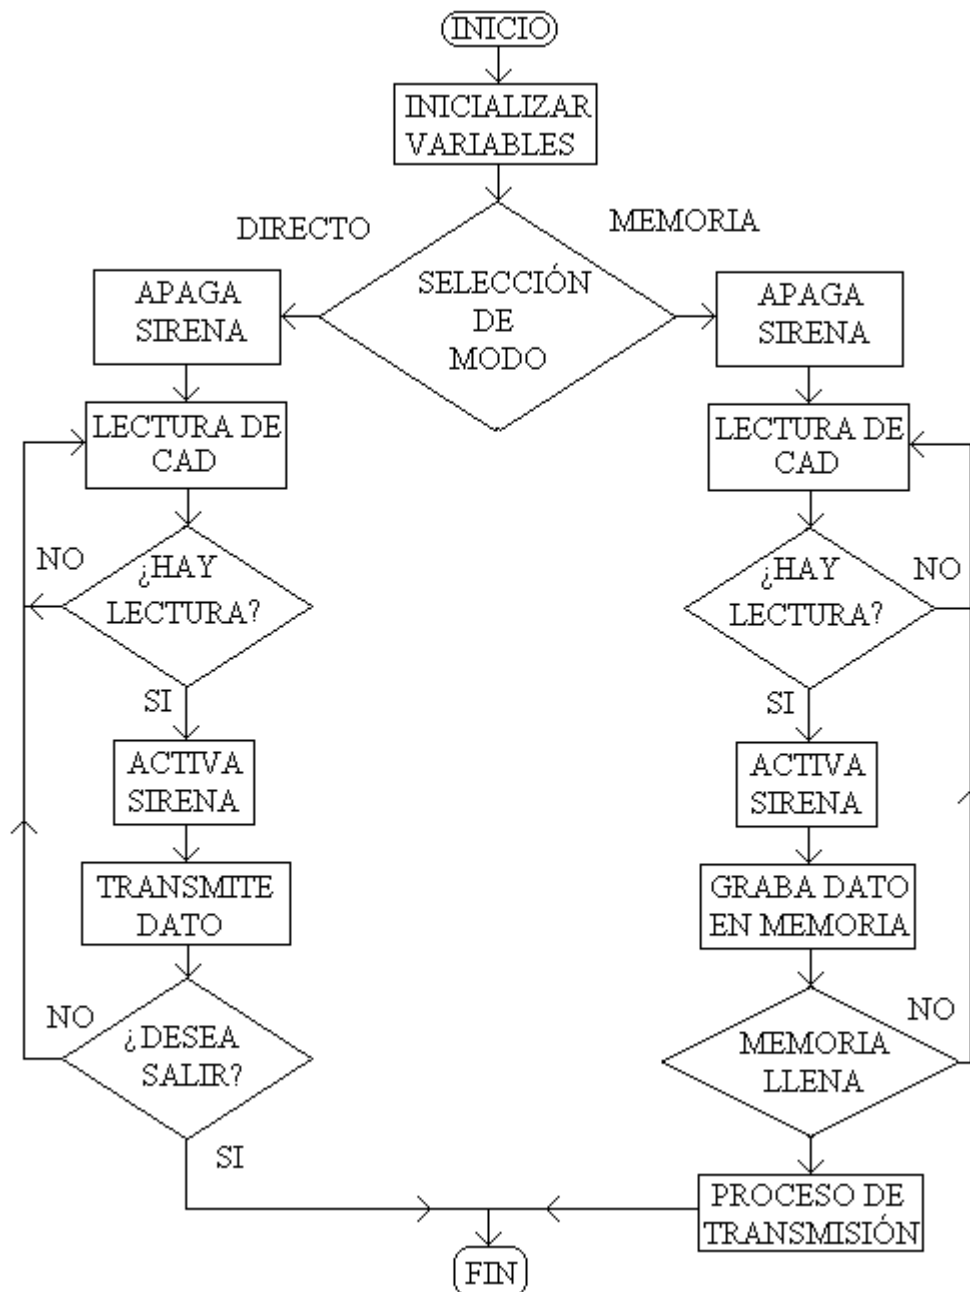 INICIO
INICIALIZAR
VARIABLES
DIRECTO
MEMORIA
SELECCIÓN
DE
MODO
APAGA
SIRENA
LECTURA DE
CAD
¿HAY
LECTURA?
NO
SI
ACTIVA
SIRENA
TRANSMITE
DATO
¿DESEA
SALIR?
NO
SI
APAGA
SIRENA
LECTURA DE
CAD
¿HAY
LECTURA?
NO
SI
ACTIVA
SIRENA
GRABA DATO
EN MEMORIA
MEMORIA
LLENA
NO
PROCESO DE
TRANSMISIÓN
FIN